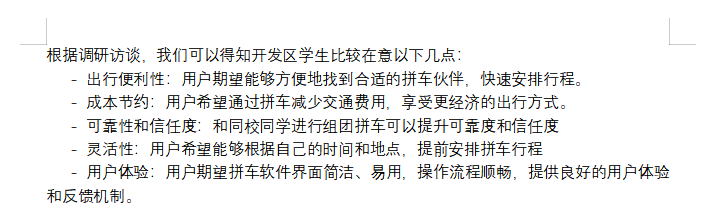 根据调研访谈，我们可以得知开发区学生比较在意以下几点：
- 出行便利性：用户期望能够方便地找到合适的拼车伙伴，快速安排行程。
- 成本节约：用户希望通过拼车减少交通费用，享受更经济的出行方式。
- 可靠性和信任度：和同校同学进行组团拼车可以提升可靠度和信任度
- 灵活性：用户希望能够根据自己的时间和地点，提前安排拼车行程
- 用户体验：用户期望拼车软件界面简洁、易用，操作流程顺畅，提供良好的用户体验
和反馈机制。